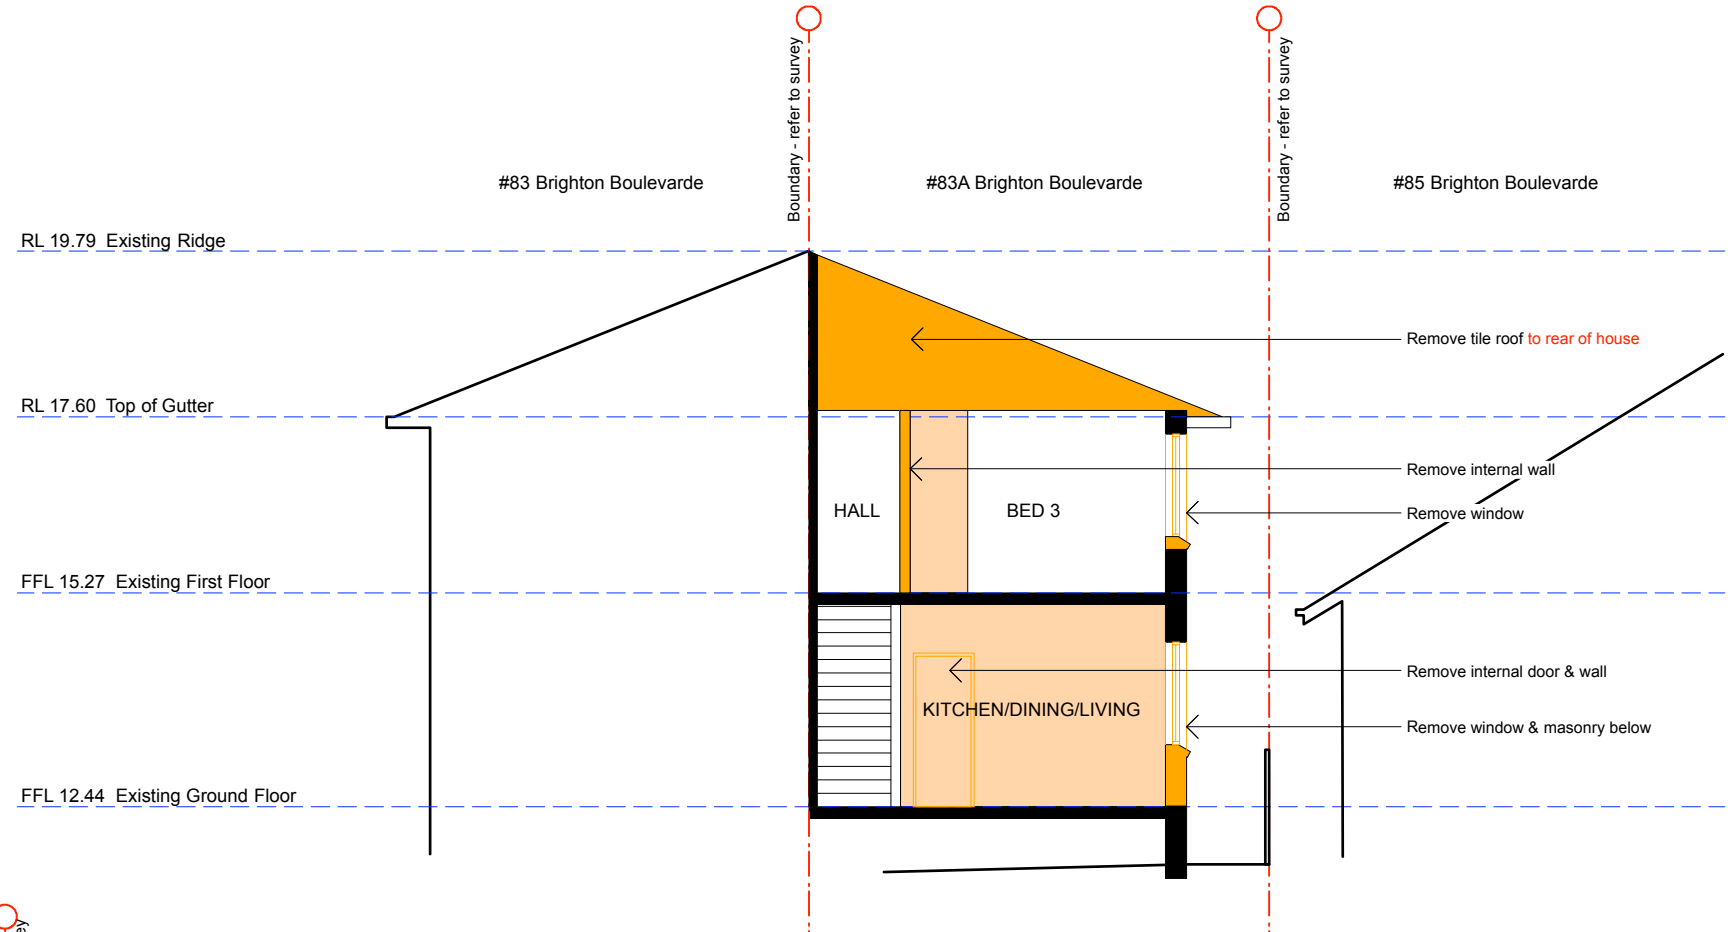 Boundary - refer to survey
Boundary - refer to survey
#83 Brighton Boulevarde
#83A Brighton Boulevarde
#85 Brighton Boulevarde
RL 19.79 Existing Ridge
Remove tile roof to rear of house
RL 17.60 Top of Gutter
Remove internal wall
HALL
BED 3
Remove window
FFL 15.27 Existing First Floor
Remove internal door & wall
KITCHEN/DINING/LIVING
Remove window & masonry below
FFL 12.44 Existing Ground Floor